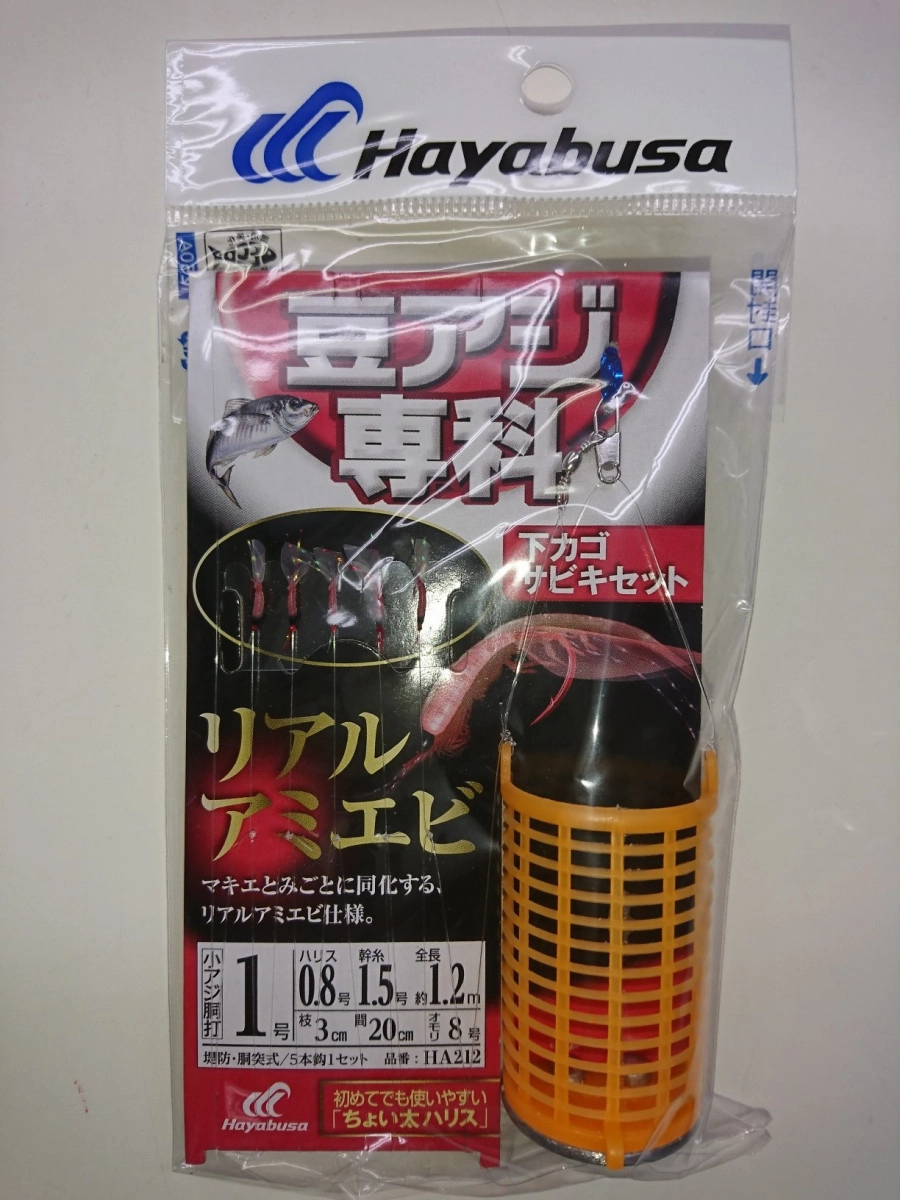 Hayabusa
開封口
豆アジ
専科
下カゴ
サビキセット
リアル
アミエビ
マキエとみごとに同化する、
リアルアミエビ仕様。
小アジ胴打 1号
ハリス 0.8号 幹糸 1.5号 全長 約1.2m
枝 3cm 間 20cm オモリ 8号
堤防・胴突式/5本鈎1セット 品番:HA212
Hayabusa
初めてでも使いやすい
「ちょい太ハリス」